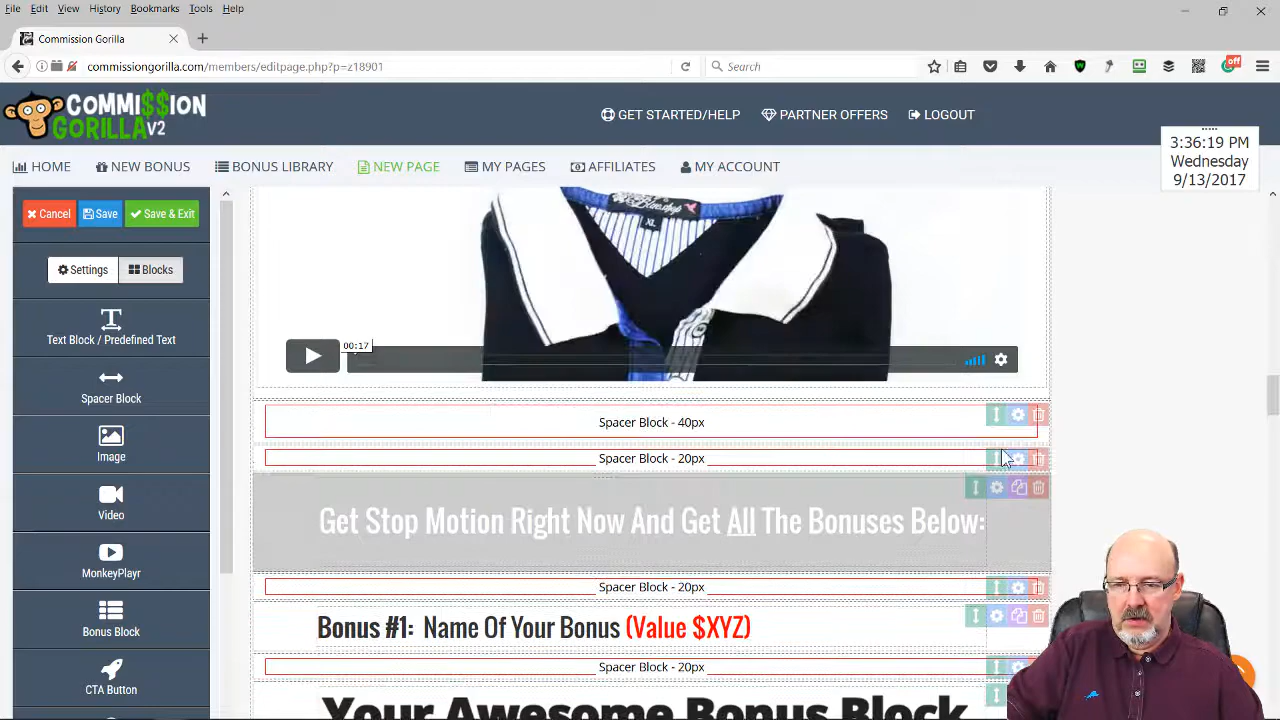 File Edit View History Bookmarks Tools Help
Commission Gorilla
commissiongorilla.com/members/editpage.php?p=z18901
Search
off
COMMI$$ION
GORILLA V2
GET STARTED/HELP PARTNER OFFERS LOGOUT
3:36:19 PM
Wednesday
9/13/2017
HOME NEW BONUS BONUS LIBRARY NEW PAGE MY PAGES AFFILIATES MY ACCOUNT
Cancel Save Save & Exit
Settings Blocks
Text Block / Predefined Text
Spacer Block
Image
Video
MonkeyPlayr
Bonus Block
CTA Button
XL
00:17
Spacer Block - 40px
Spacer Block - 20px
Get Stop Motion Right Now And Get All The Bonuses Below:
Spacer Block - 20px
Bonus #1: Name Of Your Bonus (Value $XYZ)
Spacer Block - 20px
Your Awesome Bonus Block